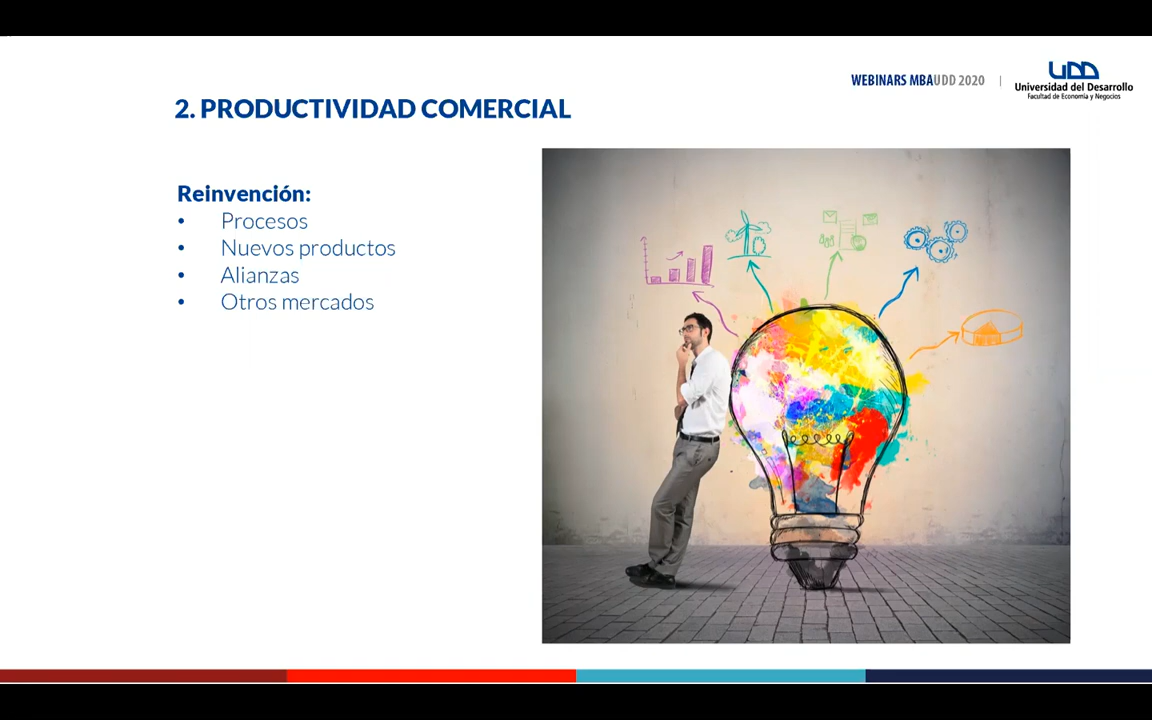 WEBINARS MBAUDD 2020
UDD
Universidad del Desarrollo
Facultad de Economía y Negocios
2. PRODUCTIVIDAD COMERCIAL
Reinvención:
• Procesos
• Nuevos productos
• Alianzas
• Otros mercados